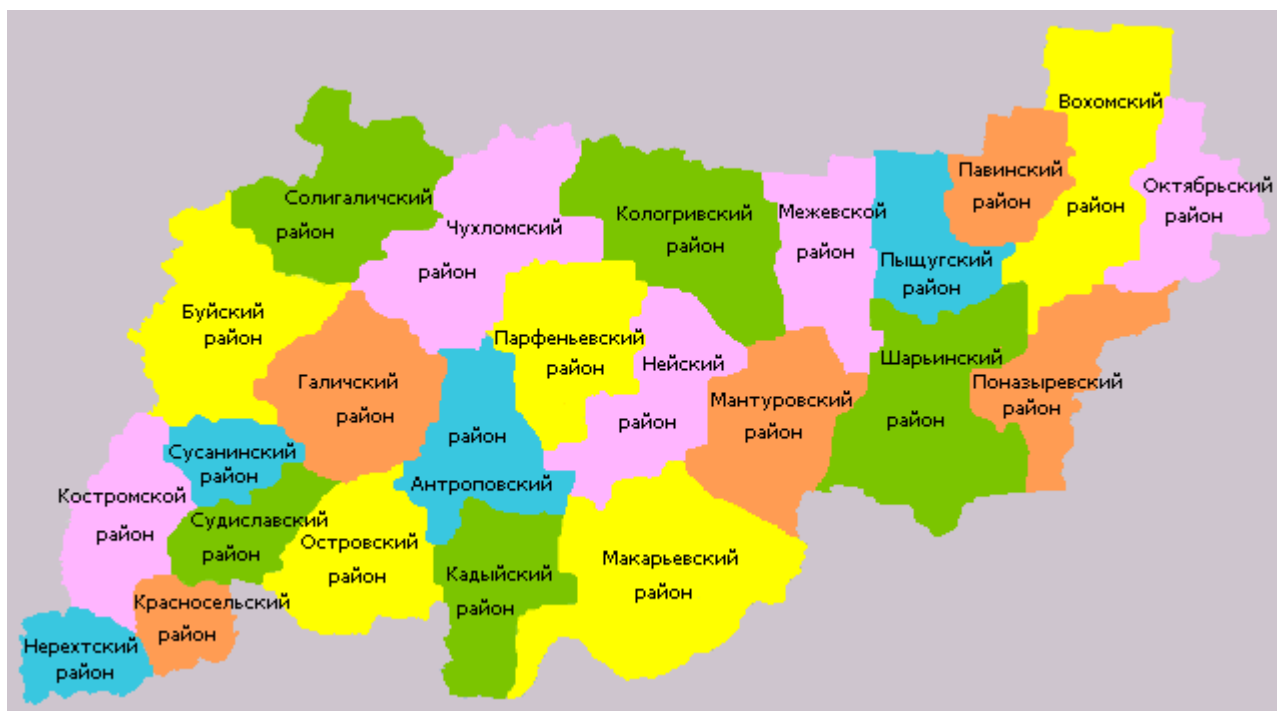 Вохомский
район
Павинский
район
Октябрьский
район
Солигаличский
район
Чухломский
район
Кологривский
район
Межевской
район
Пыщугский
район
Буйский
район
Парфеньевский
район
Нейский
район
Шарьинский
район
Поназыревский
район
Галичский
район
Мантуровский
район
район
Антроповский
Сусанинский
район
Костромской
район
Судиславский
район
Островский
район
Кадыйский
район
Макарьевский
район
Красносельский
район
Нерехтский
район